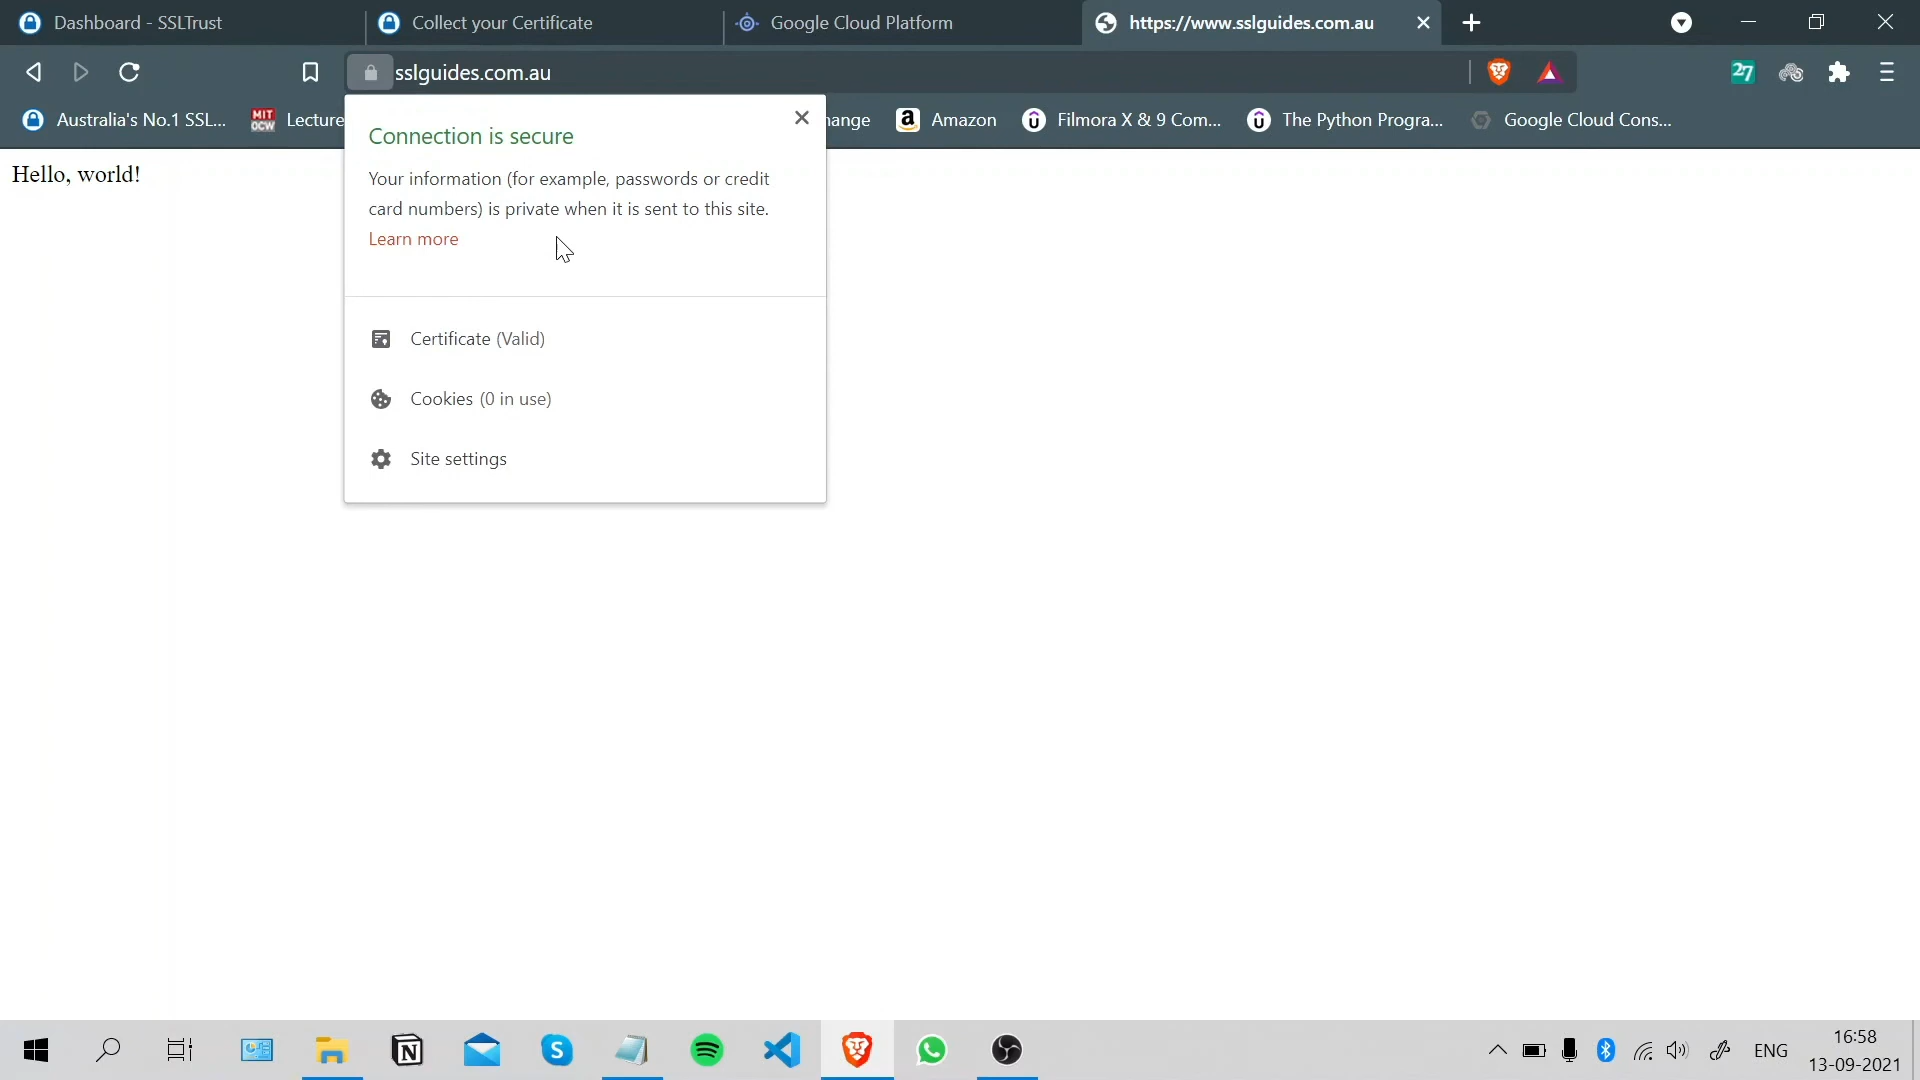 Dashboard - SSLTrust
Collect your Certificate
Google Cloud Platform
https://www.sslguides.com.au
sslguides.com.au
27
Australia's No.1 SSL...
MIT OCW
Lecture
hange
Amazon
Filmora X & 9 Com...
The Python Progra...
Google Cloud Cons...
Hello, world!
Connection is secure
Your information (for example, passwords or credit
card numbers) is private when it is sent to this site.
Learn more
Certificate (Valid)
Cookies (0 in use)
Site settings
ENG
16:58
13-09-2021